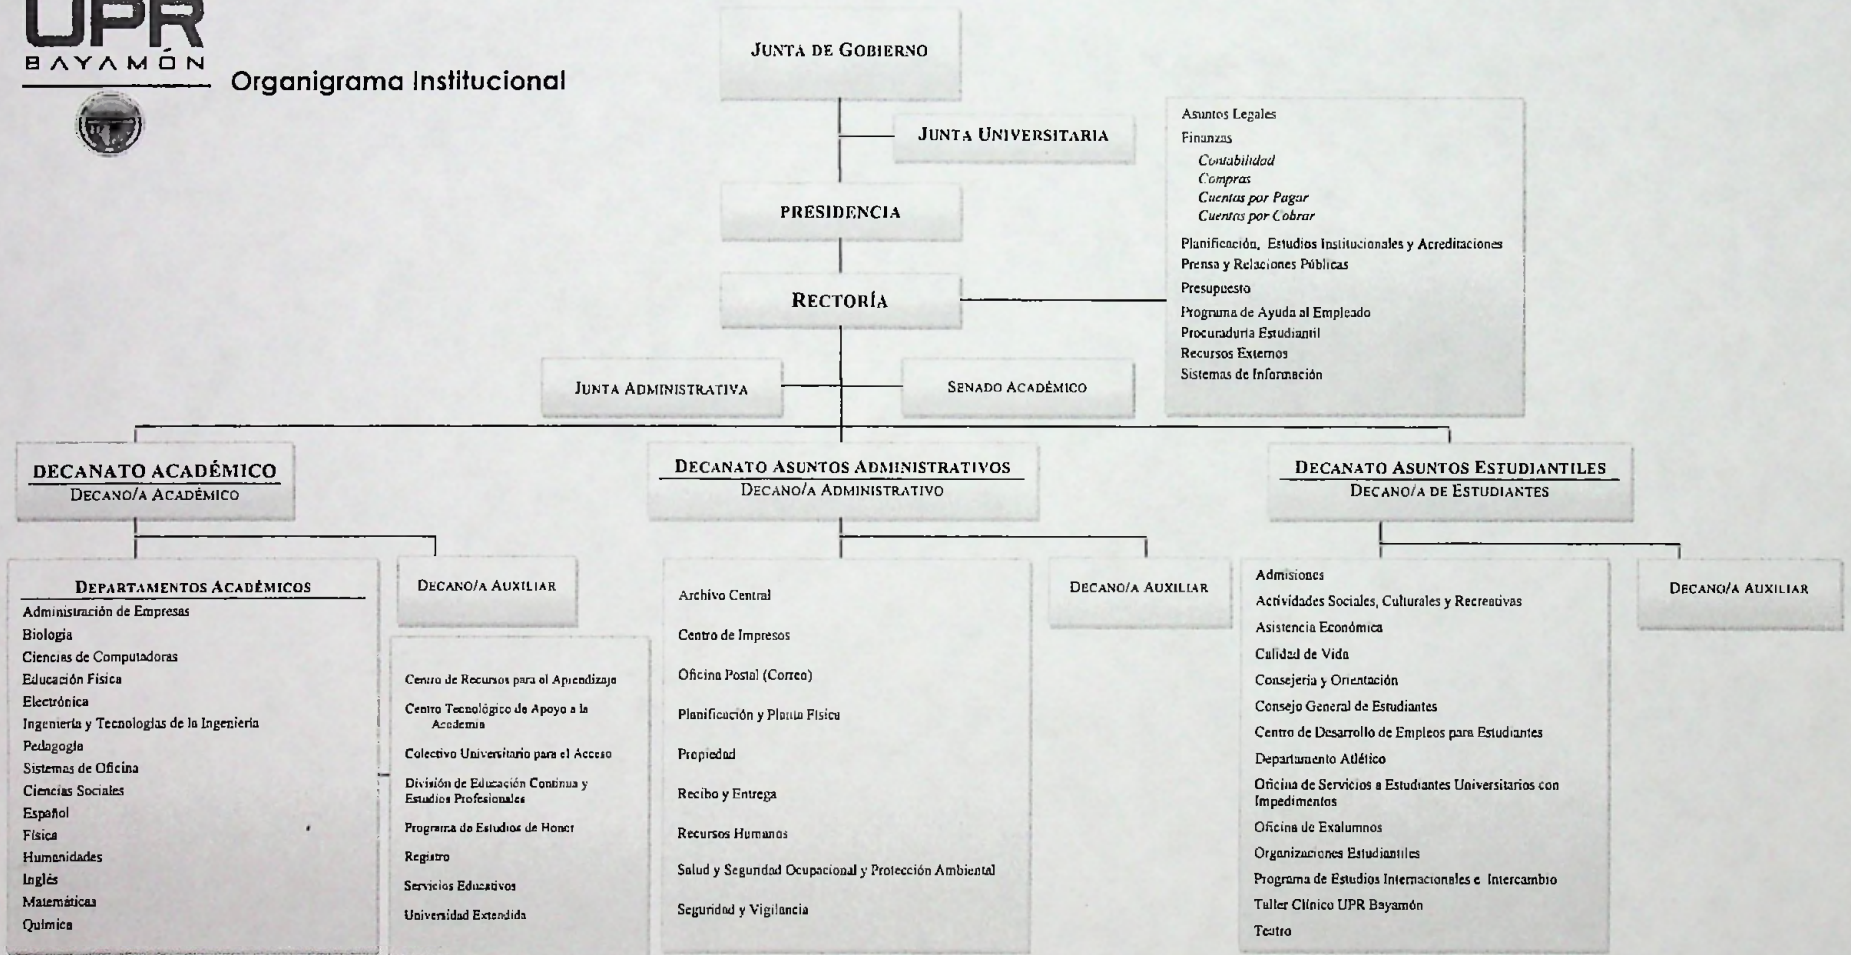 UPR
BAYAMÓN
Organigrama Institucional
JUNTA DE GOBIERNO
JUNTA UNIVERSITARIA
PRESIDENCIA
RECTORÍA
Asuntos Legales
Finanzas
Contabilidad
Compras
Cuentas por Pagar
Cuentas por Cobrar
Planificación, Estudios Institucionales y Acreditaciones
Prensa y Relaciones Públicas
Presupuesto
Programa de Ayuda al Empleado
Procuraduría Estudiantil
Recursos Externos
Sistemas de Información
JUNTA ADMINISTRATIVA
SENADO ACADÉMICO
DECANATO ACADÉMICO
DECANO/A ACADÉMICO
DEPARTAMENTOS ACADÉMICOS
Administración de Empresas
Biología
Ciencias de Computadoras
Educación Física
Electrónica
Ingeniería y Tecnologías de la Ingeniería
Pedagogía
Sistemas de Oficina
Ciencias Sociales
Español
Física
Humanidades
Inglés
Matemáticas
Química
DECANO/A AUXILIAR
Centro de Recursos para el Aprendizaje
Centro Tecnológico de Apoyo a la
Academia
Colectivo Universitario para el Acceso
División de Educación Continua y
Estudios Profesionales
Programa de Estudios de Honor
Registro
Servicios Educativos
Universidad Extendida
DECANATO ASUNTOS ADMINISTRATIVOS
DECANO/A ADMINISTRATIVO
Archivo Central
Centro de Impresos
Oficina Postal (Correo)
Planificación y Planta Física
Propiedad
Recibo y Entrega
Recursos Humanos
Salud y Seguridad Ocupacional y Protección Ambiental
Seguridad y Vigilancia
DECANO/A AUXILIAR
DECANATO ASUNTOS ESTUDIANTILES
DECANO/A DE ESTUDIANTES
Admisiones
Actividades Sociales, Culturales y Recreativas
Asistencia Económica
Calidad de Vida
Consejería y Orientación
Consejo General de Estudiantes
Centro de Desarrollo de Empleos para Estudiantes
Departamento Atlético
Oficina de Servicios a Estudiantes Universitarios con
Impedimentos
Oficina de Exalumnos
Organizaciones Estudiantiles
Programa de Estudios Internacionales e Intercambio
Taller Clínico UPR Bayamón
Teatro
DECANO/A AUXILIAR